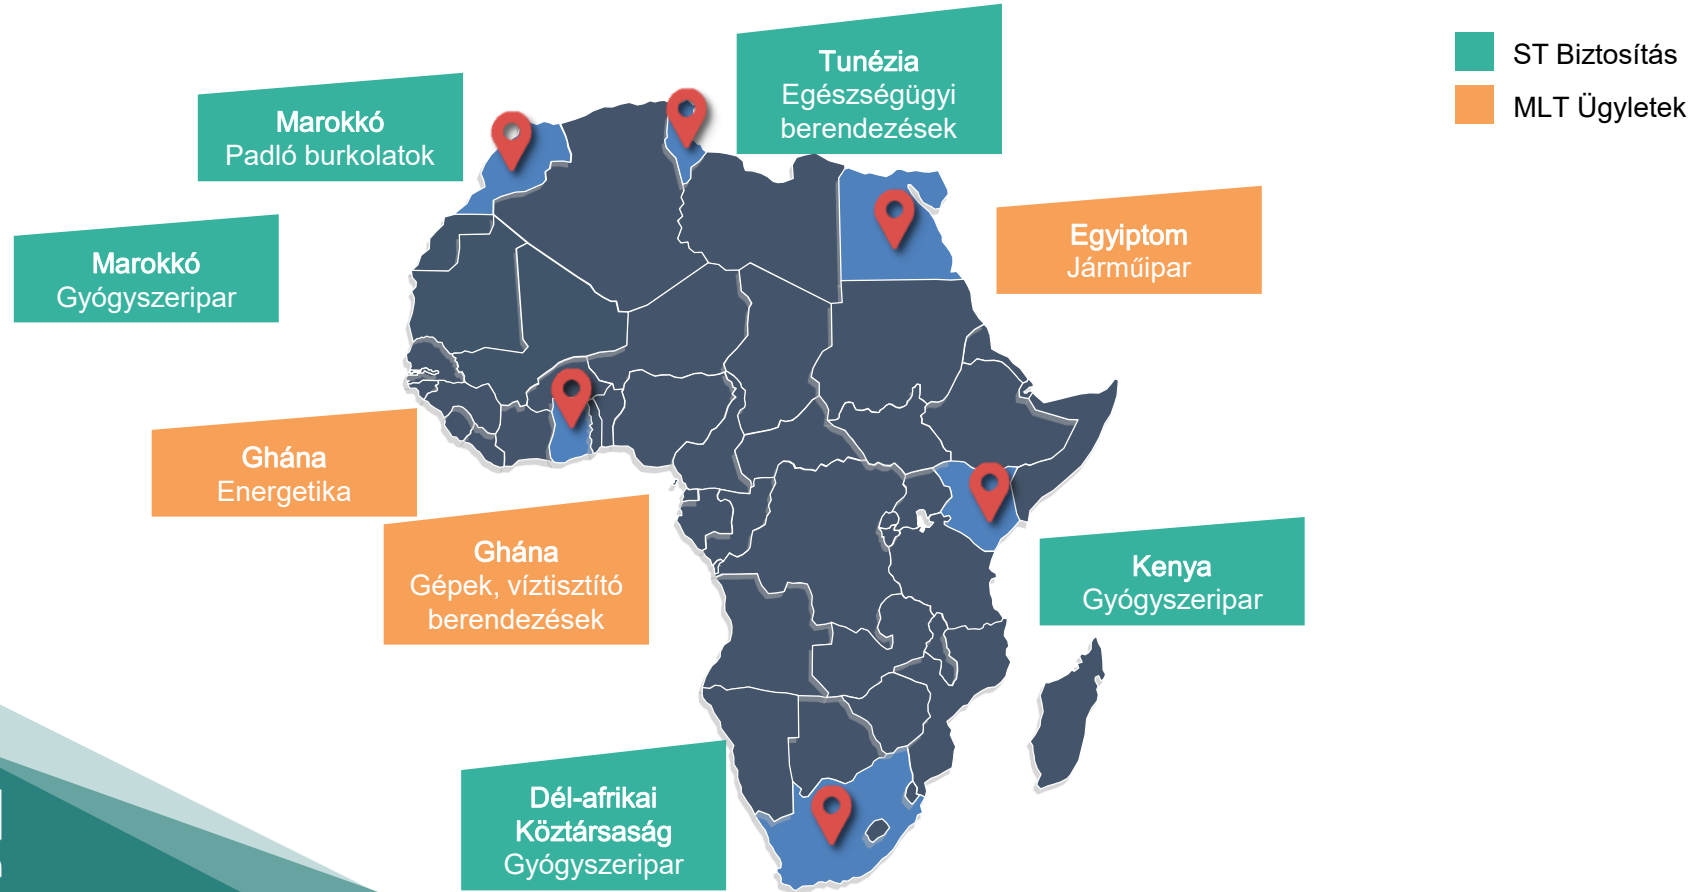 Tunézia
Egészségügyi
berendezések
ST Biztosítás
MLT Ügyletek
Marokkó
Padló burkolatok
Marokkó
Gyógyszeripar
Egyiptom
Járműipar
Ghána
Energetika
Ghána
Gépek, víztisztító
berendezések
Kenya
Gyógyszeripar
Dél-afrikai
Köztársaság
Gyógyszeripar